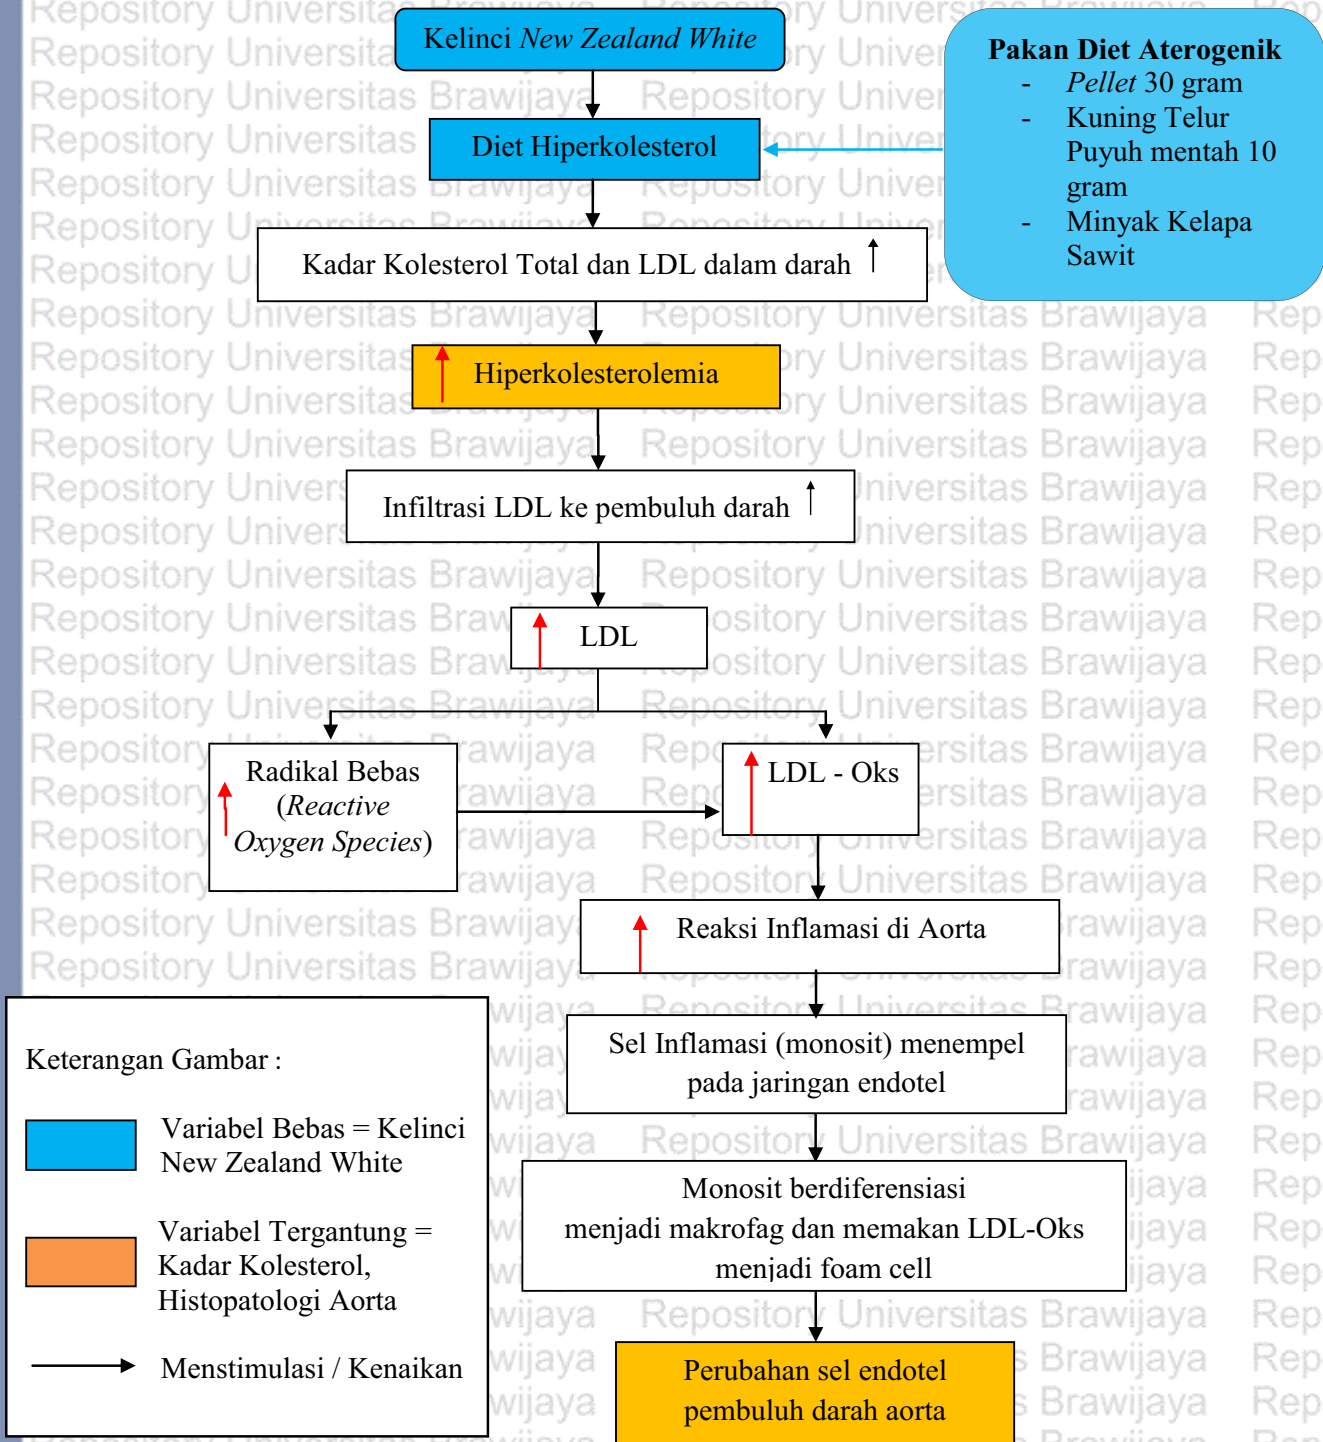 Kelinci New Zealand White
Pakan Diet Aterogenik
- Pellet 30 gram
- Kuning Telur
Puyuh mentah 10
gram
- Minyak Kelapa
Sawit
Diet Hiperkolesterol
Kadar Kolesterol Total dan LDL dalam darah ↑
↑ Hiperkolesterolemia
Infiltrasi LDL ke pembuluh darah ↑
↑ LDL
Radikal Bebas
(Reactive
Oxygen Species)
↑ LDL - Oks
↑ Reaksi Inflamasi di Aorta
Sel Inflamasi (monosit) menempel
pada jaringan endotel
Monosit berdiferensiasi
menjadi makrofag dan memakan LDL-Oks
menjadi foam cell
Perubahan sel endotel
pembuluh darah aorta
Keterangan Gambar :
Variabel Bebas = Kelinci
New Zealand White
Variabel Tergantung =
Kadar Kolesterol,
Histopatologi Aorta
Menstimulasi / Kenaikan
Repository Universitas Brawijaya